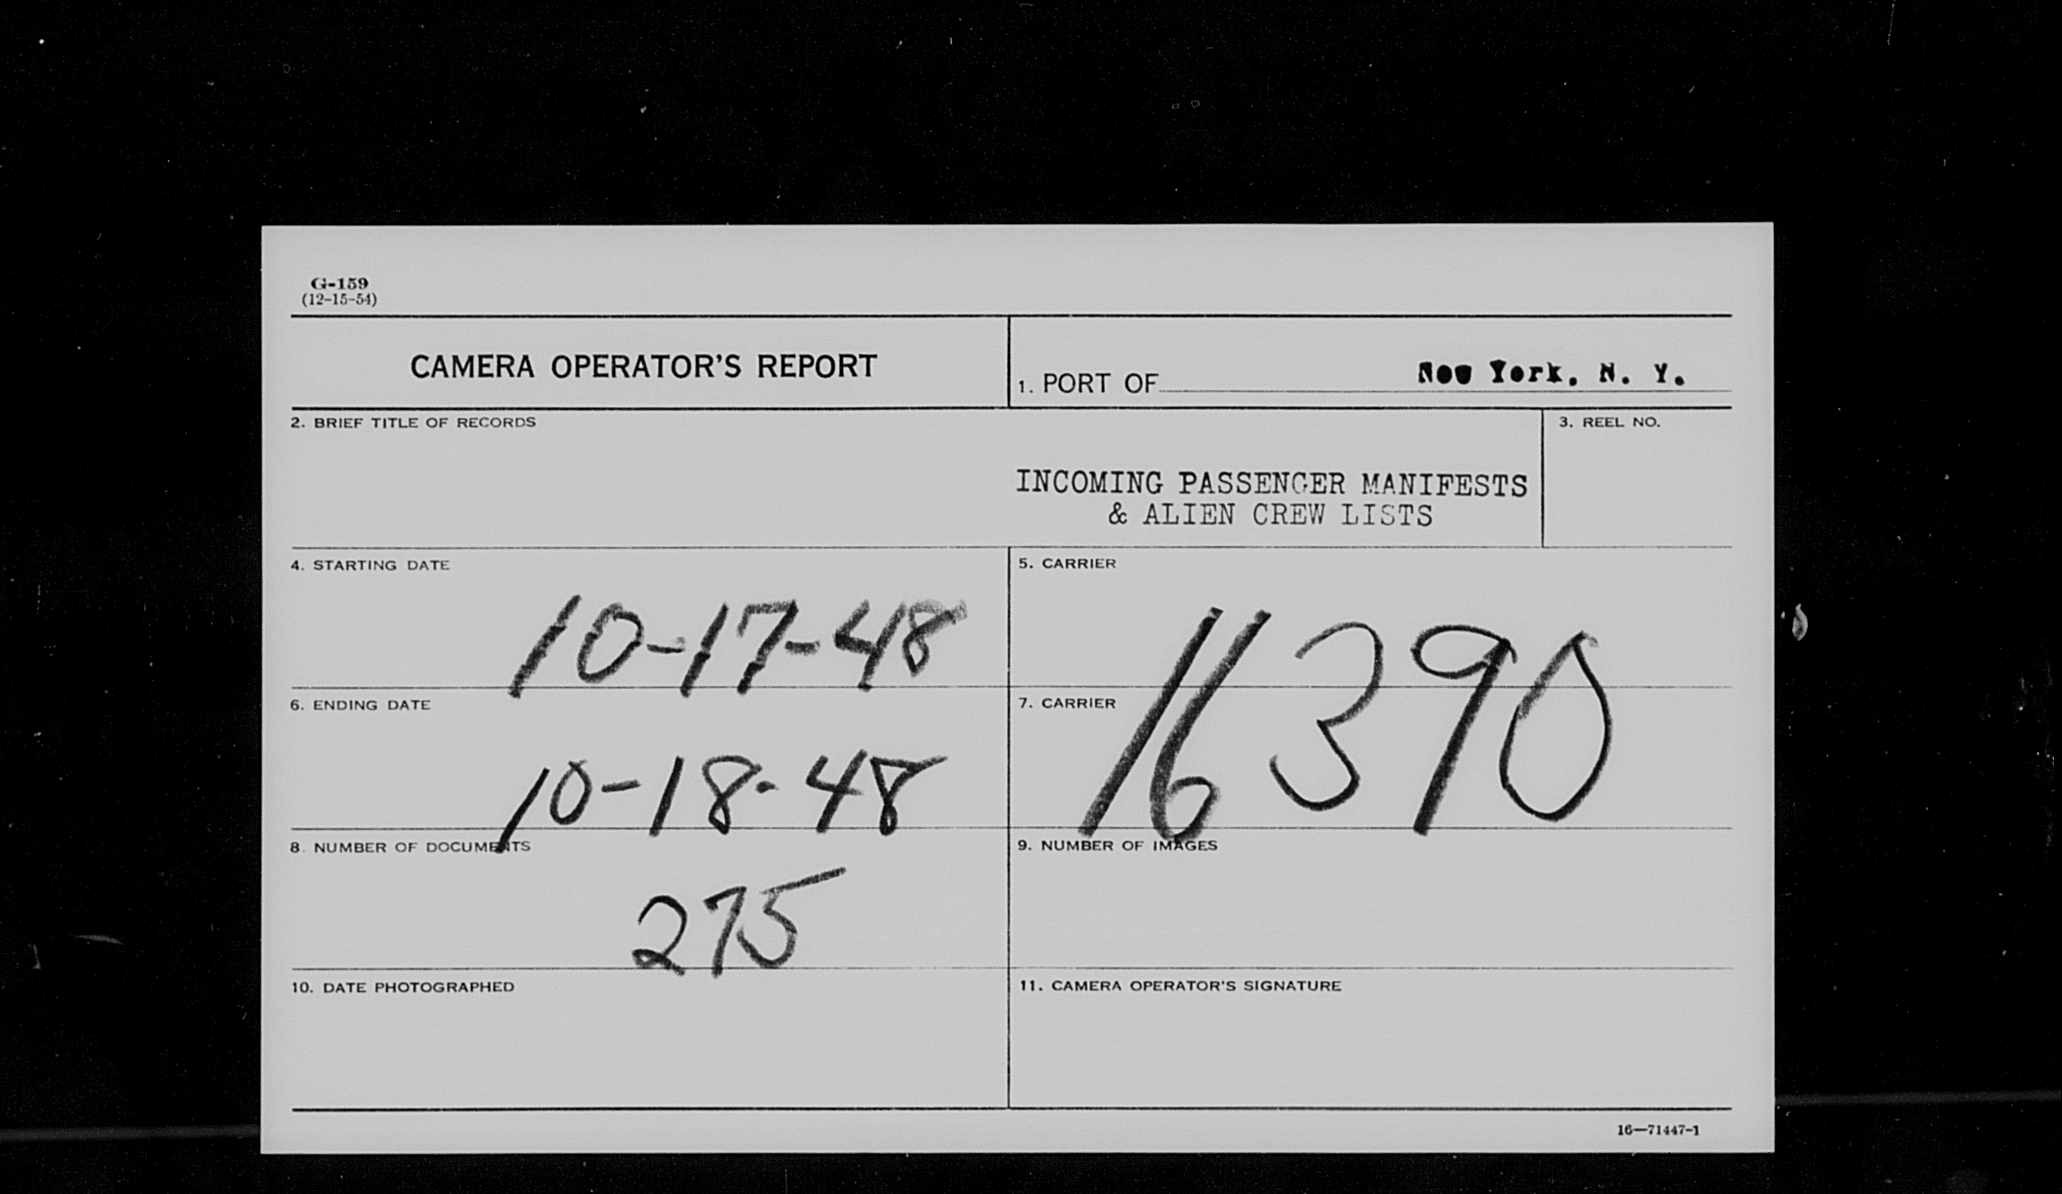 G-159
(12-15-54)
CAMERA OPERATOR'S REPORT
1. PORT OF New York, N. Y.
2. BRIEF TITLE OF RECORDS
3. REEL NO.
INCOMING PASSENGER MANIFESTS
& ALIEN CREW LISTS
4. STARTING DATE
10-17-48
5. CARRIER
6. ENDING DATE
10-18-48
7. CARRIER
16390
8. NUMBER OF DOCUMENTS
275
9. NUMBER OF IMAGES
10. DATE PHOTOGRAPHED
11. CAMERA OPERATOR'S SIGNATURE
16—71447-1